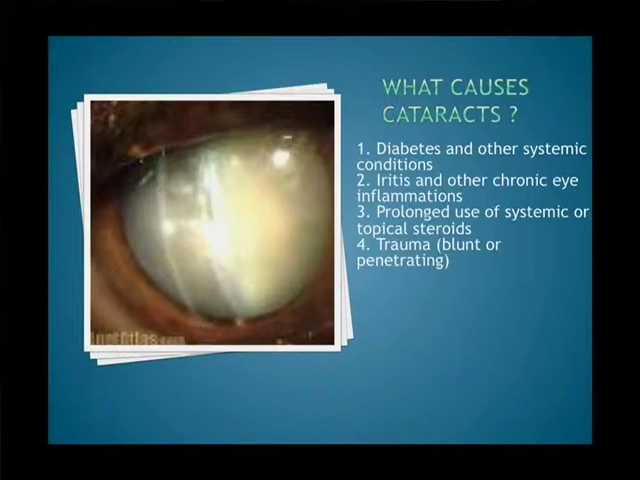 WHAT CAUSES
CATARACTS ?
1. Diabetes and other systemic
conditions
2. Iritis and other chronic eye
inflammations
3. Prolonged use of systemic or
topical steroids
4. Trauma (blunt or
penetrating)